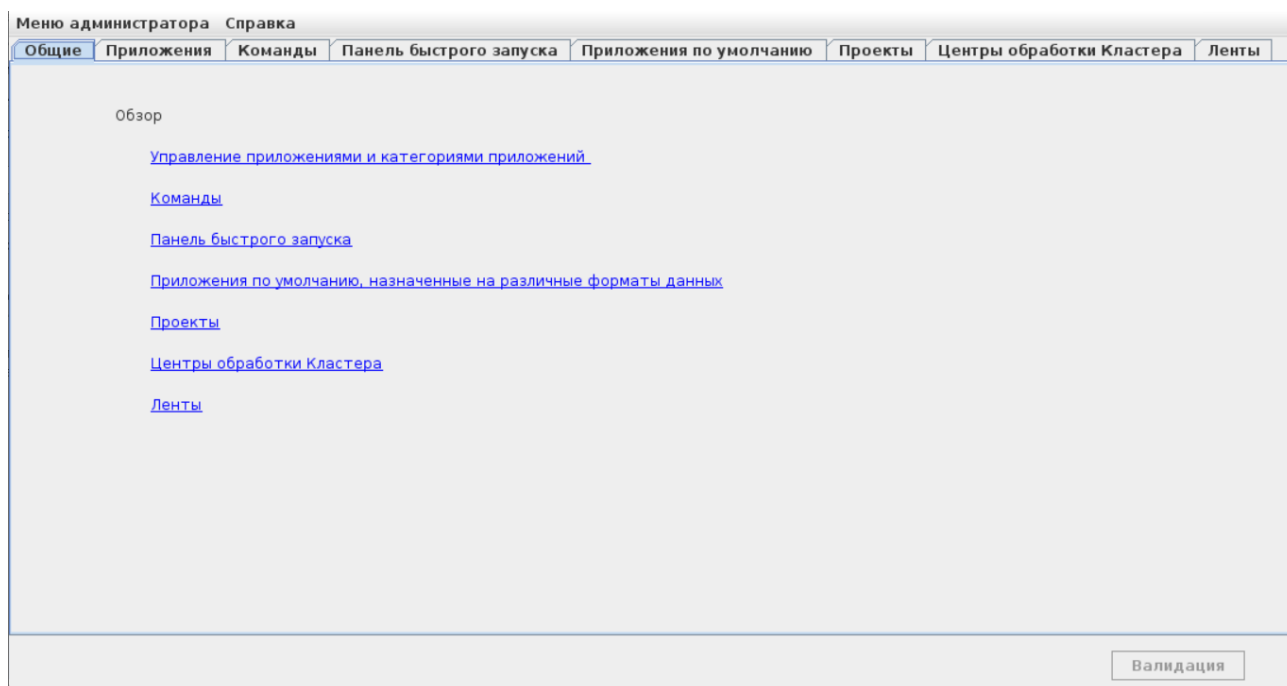 Меню администратора Справка
Общие Приложения Команды Панель быстрого запуска Приложения по умолчанию Проекты Центры обработки Кластера Ленты
Обзор
Управление приложениями и категориями приложений
Команды
Панель быстрого запуска
Приложения по умолчанию, назначенные на различные форматы данных
Проекты
Центры обработки Кластера
Ленты
Валидация